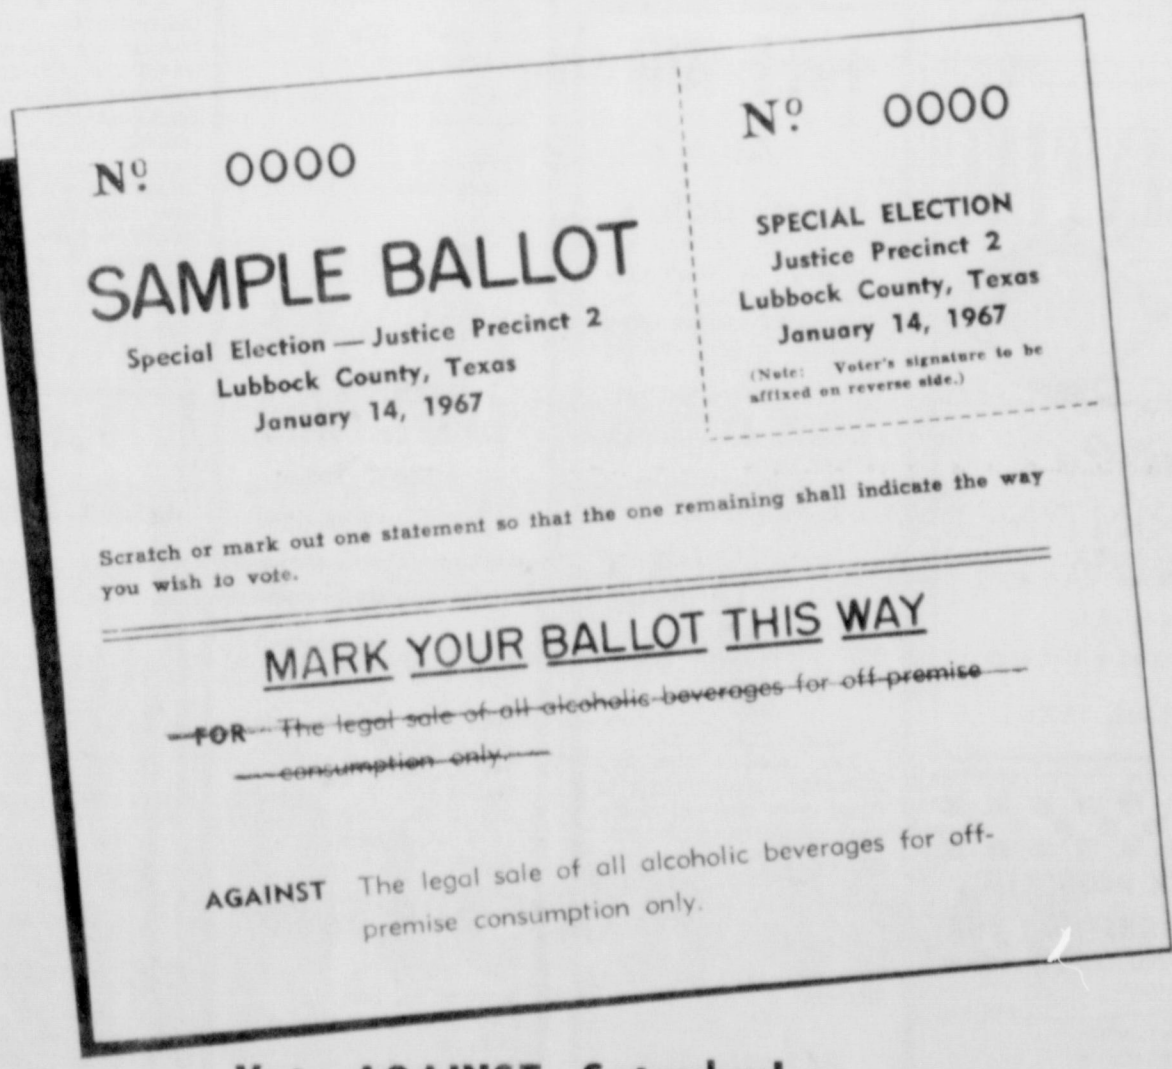 Nº 0000
SAMPLE BALLOT
Special Election — Justice Precinct 2
Lubbock County, Texas
January 14, 1967
Nº 0000
SPECIAL ELECTION
Justice Precinct 2
Lubbock County, Texas
January 14, 1967
(Note: Voter's signature to be
affixed on reverse side.)
Scratch or mark out one statement so that the one remaining shall indicate the way
you wish to vote.
MARK YOUR BALLOT THIS WAY
FOR The legal sale of all alcoholic beverages for off-premise
consumption only.
AGAINST The legal sale of all alcoholic beverages for off-
premise consumption only.
AGAINST